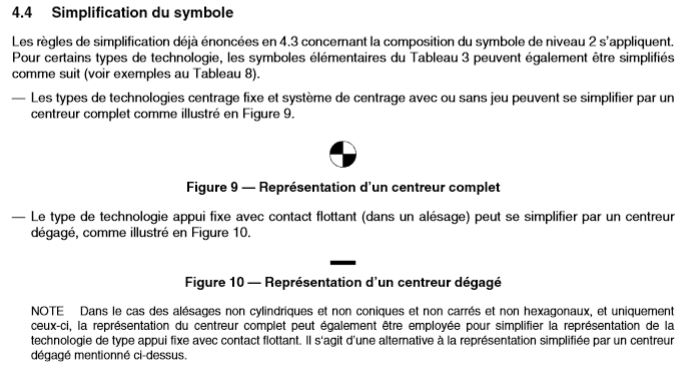 4.4 Simplification du symbole
Les règles de simplification déjà énoncées en 4.3 concernant la composition du symbole de niveau 2 s'appliquent.
Pour certains types de technologie, les symboles élémentaires du Tableau 3 peuvent également être simplifiés
comme suit (voir exemples au Tableau 8).
— Les types de technologies centrage fixe et système de centrage avec ou sans jeu peuvent se simplifier par un
centreur complet comme illustré en Figure 9.
Figure 9 — Représentation d'un centreur complet
— Le type de technologie appui fixe avec contact flottant (dans un alésage) peut se simplifier par un centreur
dégagé, comme illustré en Figure 10.
Figure 10 — Représentation d'un centreur dégagé
NOTE Dans le cas des alésages non cylindriques et non coniques et non carrés et non hexagonaux, et uniquement
ceux-ci, la représentation du centreur complet peut également être employée pour simplifier la représentation de la
technologie de type appui fixe avec contact flottant. Il s'agit d'une alternative à la représentation simplifiée par un centreur
dégagé mentionné ci-dessus.